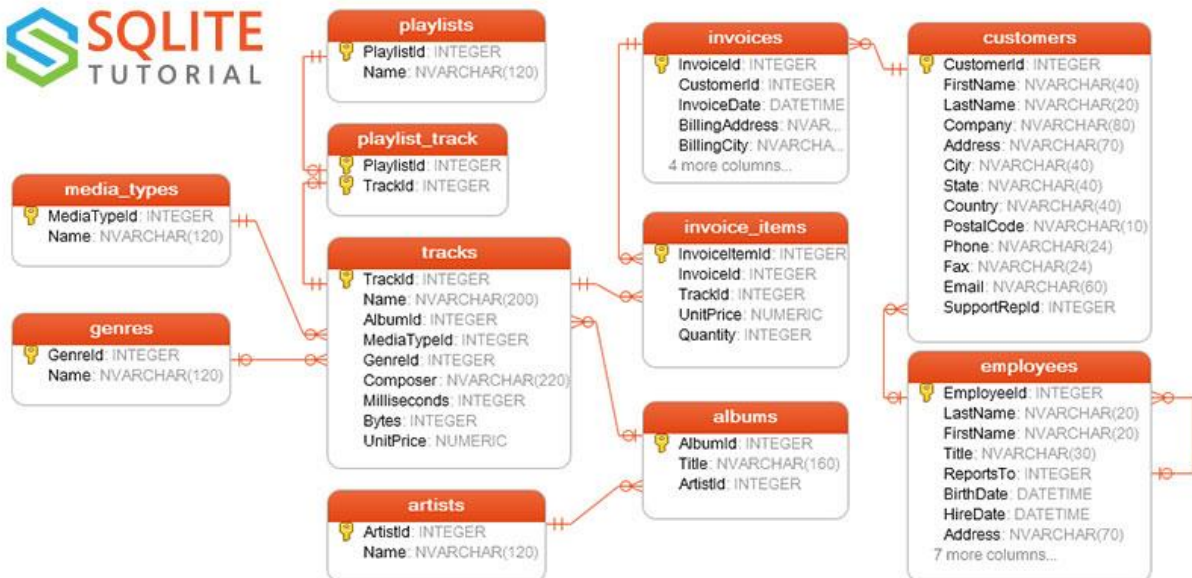 SQLITE
TUTORIAL
playlists
PlaylistId: INTEGER
Name: NVARCHAR(120)
playlist_track
PlaylistId: INTEGER
TrackId: INTEGER
media_types
MediaTypeId: INTEGER
Name: NVARCHAR(120)
genres
GenreId: INTEGER
Name: NVARCHAR(120)
tracks
TrackId: INTEGER
Name: NVARCHAR(200)
AlbumId: INTEGER
MediaTypeId: INTEGER
GenreId: INTEGER
Composer: NVARCHAR(220)
Milliseconds: INTEGER
Bytes: INTEGER
UnitPrice: NUMERIC
artists
ArtistId: INTEGER
Name: NVARCHAR(120)
invoices
InvoiceId: INTEGER
CustomerId: INTEGER
InvoiceDate: DATETIME
BillingAddress: NVAR...
BillingCity: NVARCHA...
4 more columns...
invoice_items
InvoiceItemId: INTEGER
InvoiceId: INTEGER
TrackId: INTEGER
UnitPrice: NUMERIC
Quantity: INTEGER
albums
AlbumId: INTEGER
Title: NVARCHAR(160)
ArtistId: INTEGER
customers
CustomerId: INTEGER
FirstName: NVARCHAR(40)
LastName: NVARCHAR(20)
Company: NVARCHAR(80)
Address: NVARCHAR(70)
City: NVARCHAR(40)
State: NVARCHAR(40)
Country: NVARCHAR(40)
PostalCode: NVARCHAR(10)
Phone: NVARCHAR(24)
Fax: NVARCHAR(24)
Email: NVARCHAR(60)
SupportRepId: INTEGER
employees
EmployeeId: INTEGER
LastName: NVARCHAR(20)
FirstName: NVARCHAR(20)
Title: NVARCHAR(30)
ReportsTo: INTEGER
BirthDate: DATETIME
HireDate: DATETIME
Address: NVARCHAR(70)
7 more columns...